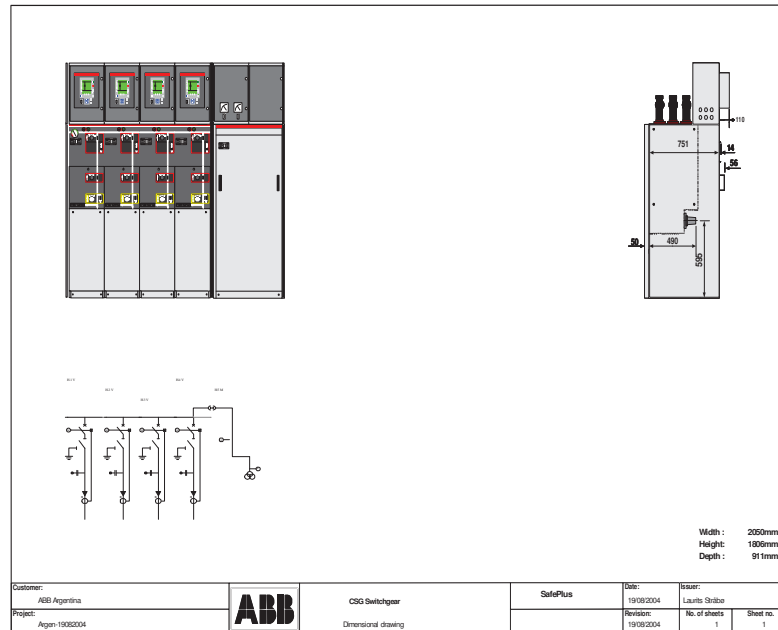 110
751
14
56
50
490
595
Width : 2050mm
Height: 1806mm
Depth : 911mm
Customer:
ABB Argentina
Project:
Argen-19082004
ABB
CSG Switchgear
Dimensional drawing
SafePlus
Date:
19/08/2004
Issuer:
Laurits Stråbø
Revision:
19/08/2004
No. of sheets
1
Sheet no.
1